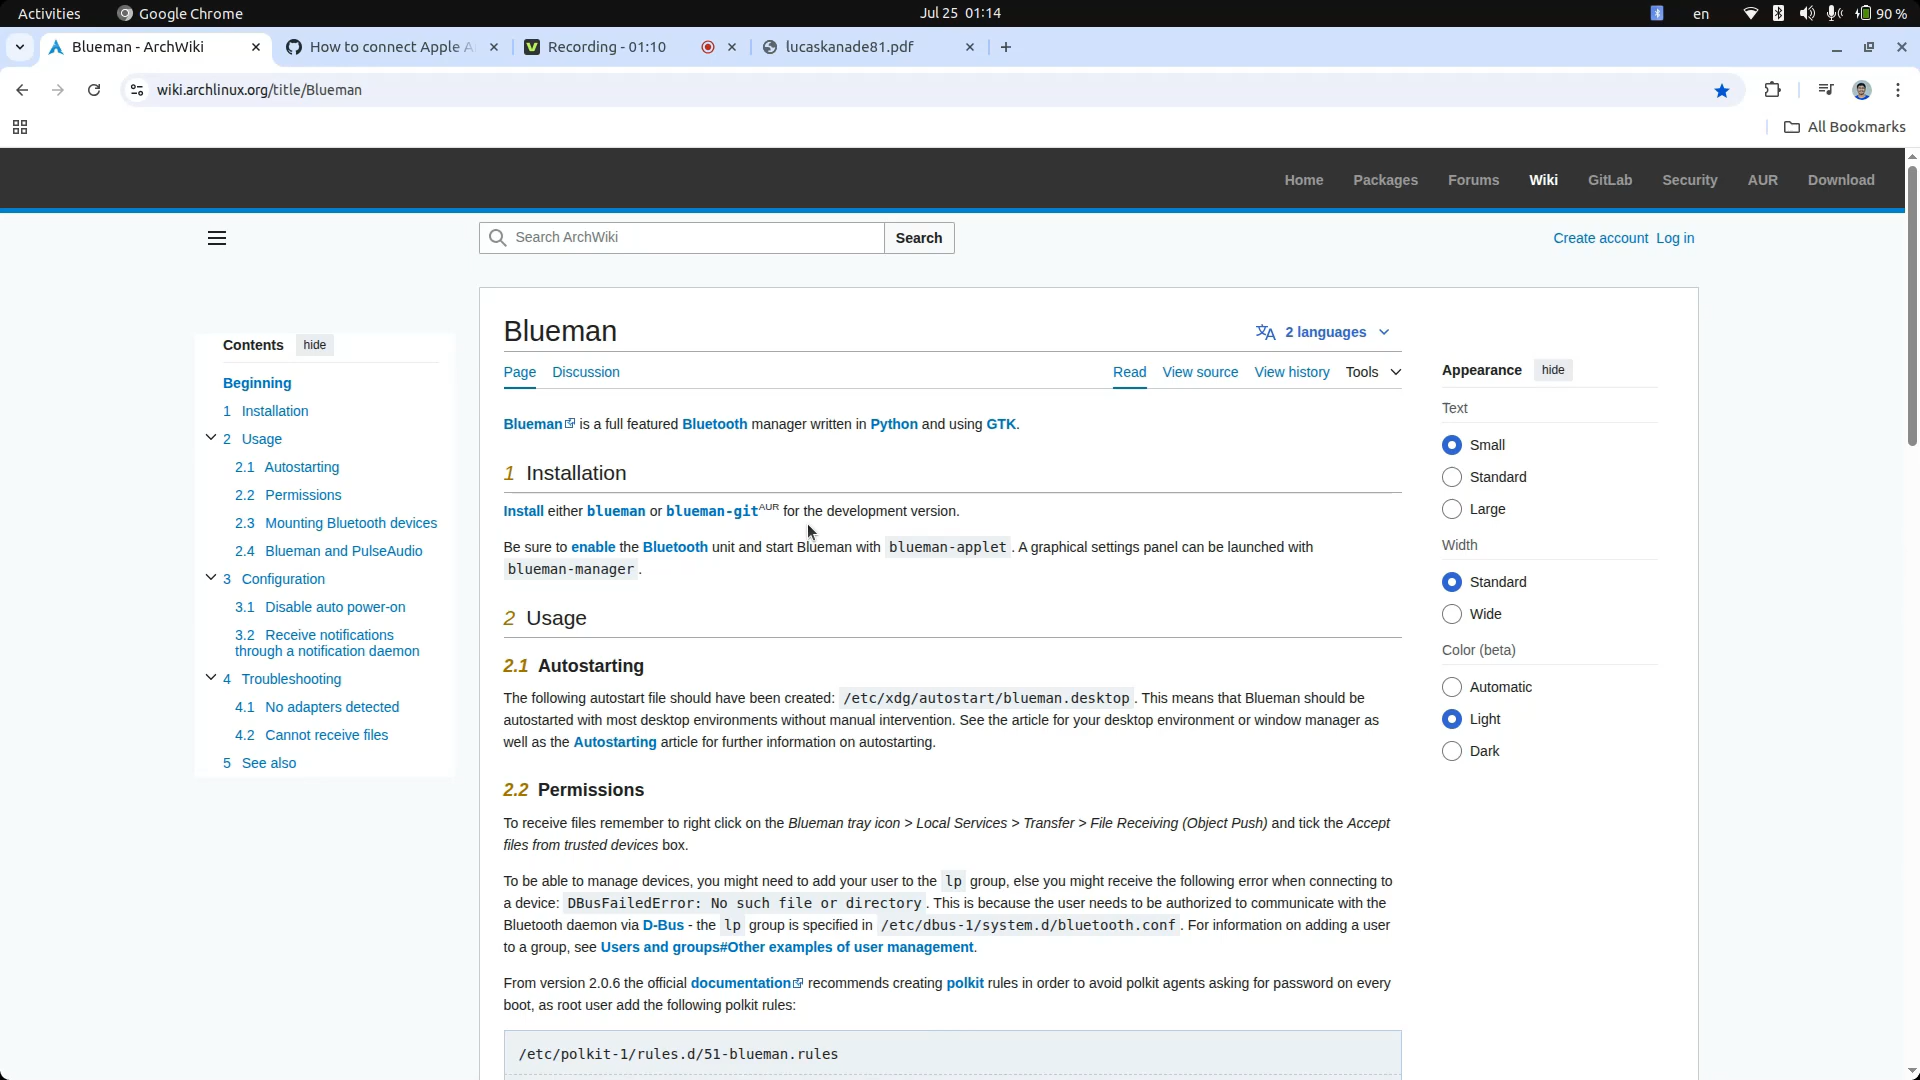 Activities
Google Chrome
Jul 25 01:14
en
90 %
Blueman - ArchWiki
How to connect Apple A
Recording - 01:10
lucaskanade81.pdf
wiki.archlinux.org/title/Blueman
All Bookmarks
Home
Packages
Forums
Wiki
GitLab
Security
AUR
Download
Search ArchWiki
Search
Create account
Log in
Contents
hide
Beginning
1 Installation
2 Usage
2.1 Autostarting
2.2 Permissions
2.3 Mounting Bluetooth devices
2.4 Blueman and PulseAudio
3 Configuration
3.1 Disable auto power-on
3.2 Receive notifications
through a notification daemon
4 Troubleshooting
4.1 No adapters detected
4.2 Cannot receive files
5 See also
Blueman
2 languages
Page
Discussion
Read
View source
View history
Tools
Blueman is a full featured Bluetooth manager written in Python and using GTK.
1 Installation
Install either blueman or blueman-gitAUR for the development version.
Be sure to enable the Bluetooth unit and start Blueman with blueman-applet. A graphical settings panel can be launched with
blueman-manager.
2 Usage
2.1 Autostarting
The following autostart file should have been created: /etc/xdg/autostart/blueman.desktop. This means that Blueman should be
autostarted with most desktop environments without manual intervention. See the article for your desktop environment or window manager as
well as the Autostarting article for further information on autostarting.
2.2 Permissions
To receive files remember to right click on the Blueman tray icon > Local Services > Transfer > File Receiving (Object Push) and tick the Accept
files from trusted devices box.
To be able to manage devices, you might need to add your user to the lp group, else you might receive the following error when connecting to
a device: DBusFailedError: No such file or directory. This is because the user needs to be authorized to communicate with the
Bluetooth daemon via D-Bus - the lp group is specified in /etc/dbus-1/system.d/bluetooth.conf. For information on adding a user
to a group, see Users and groups#Other examples of user management.
From version 2.0.6 the official documentation recommends creating polkit rules in order to avoid polkit agents asking for password on every
boot, as root user add the following polkit rules:
/etc/polkit-1/rules.d/51-blueman.rules
Appearance
hide
Text
Small
Standard
Large
Width
Standard
Wide
Color (beta)
Automatic
Light
Dark